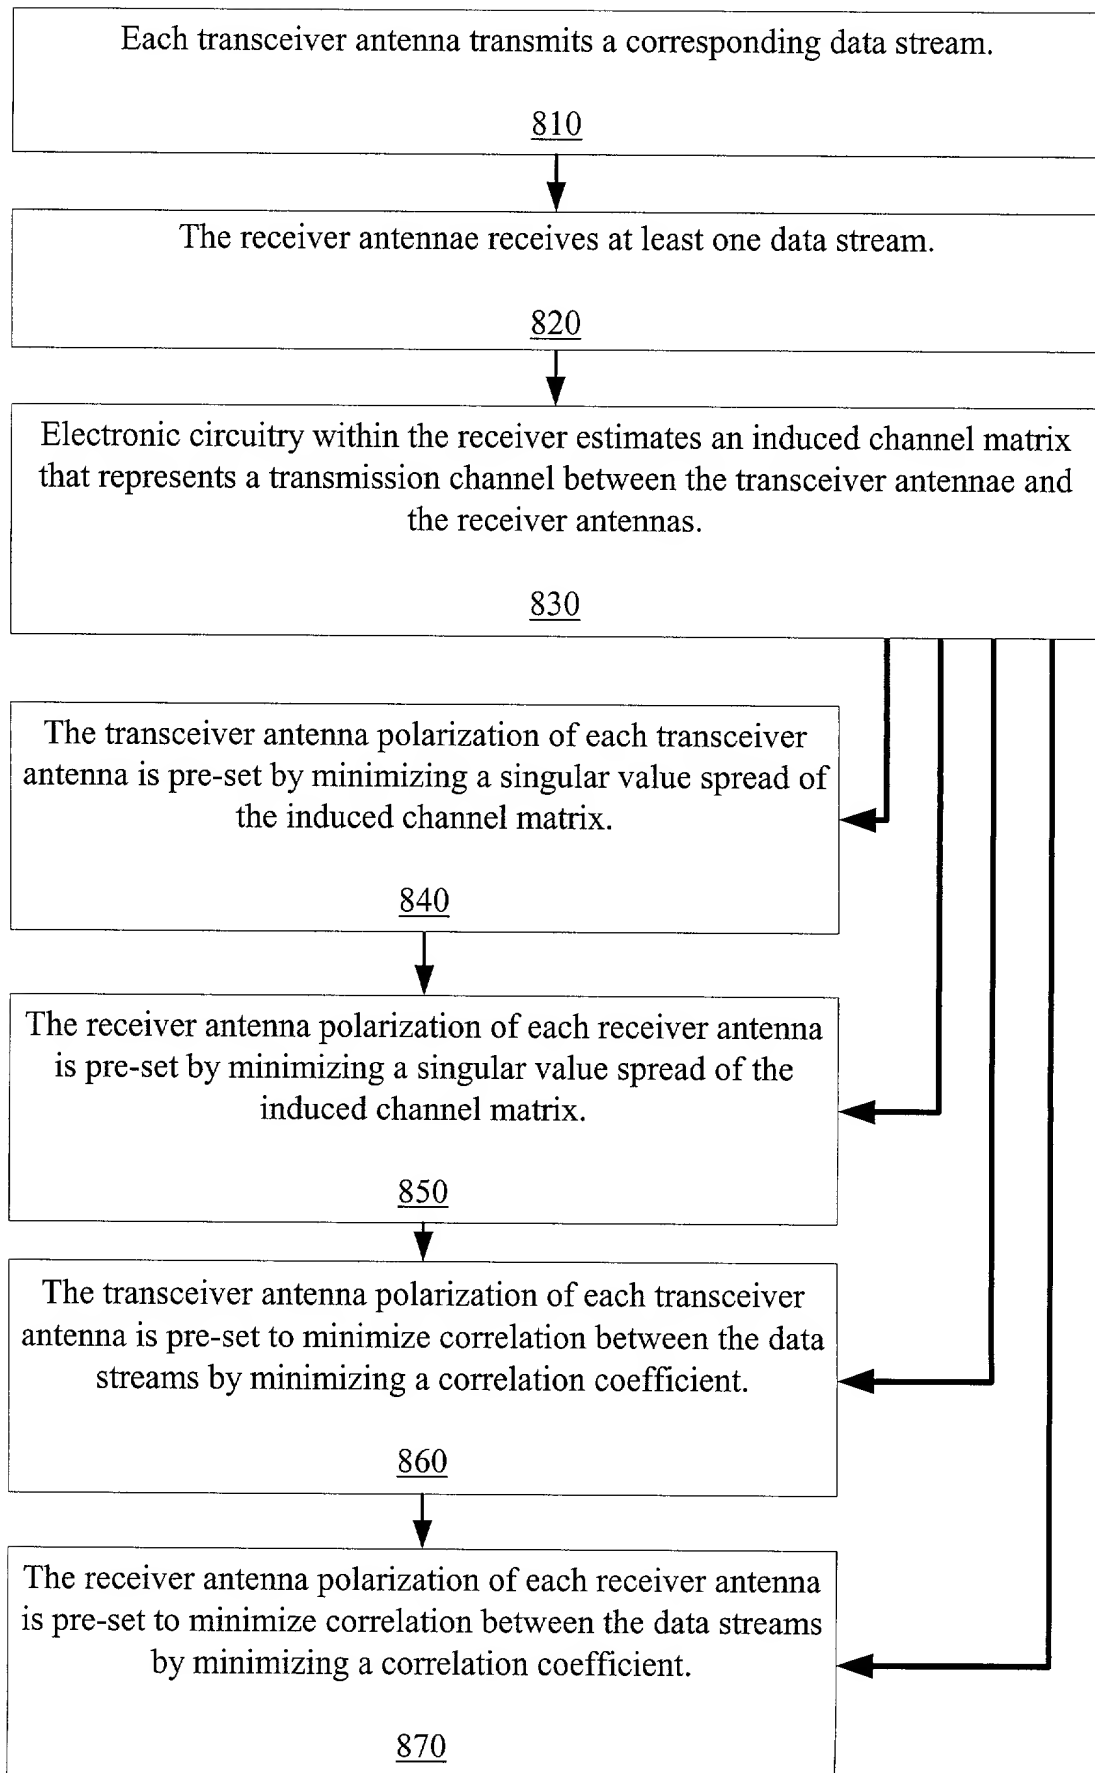 Each transceiver antenna transmits a corresponding data stream.
810
The receiver antennae receives at least one data stream.
820
Electronic circuitry within the receiver estimates an induced channel matrix
that represents a transmission channel between the transceiver antennae and
the receiver antennas.
830
The transceiver antenna polarization of each transceiver
antenna is pre-set by minimizing a singular value spread of
the induced channel matrix.
840
The receiver antenna polarization of each receiver antenna
is pre-set by minimizing a singular value spread of the
induced channel matrix.
850
The transceiver antenna polarization of each transceiver
antenna is pre-set to minimize correlation between the data
streams by minimizing a correlation coefficient.
860
The receiver antenna polarization of each receiver antenna
is pre-set to minimize correlation between the data streams
by minimizing a correlation coefficient.
870